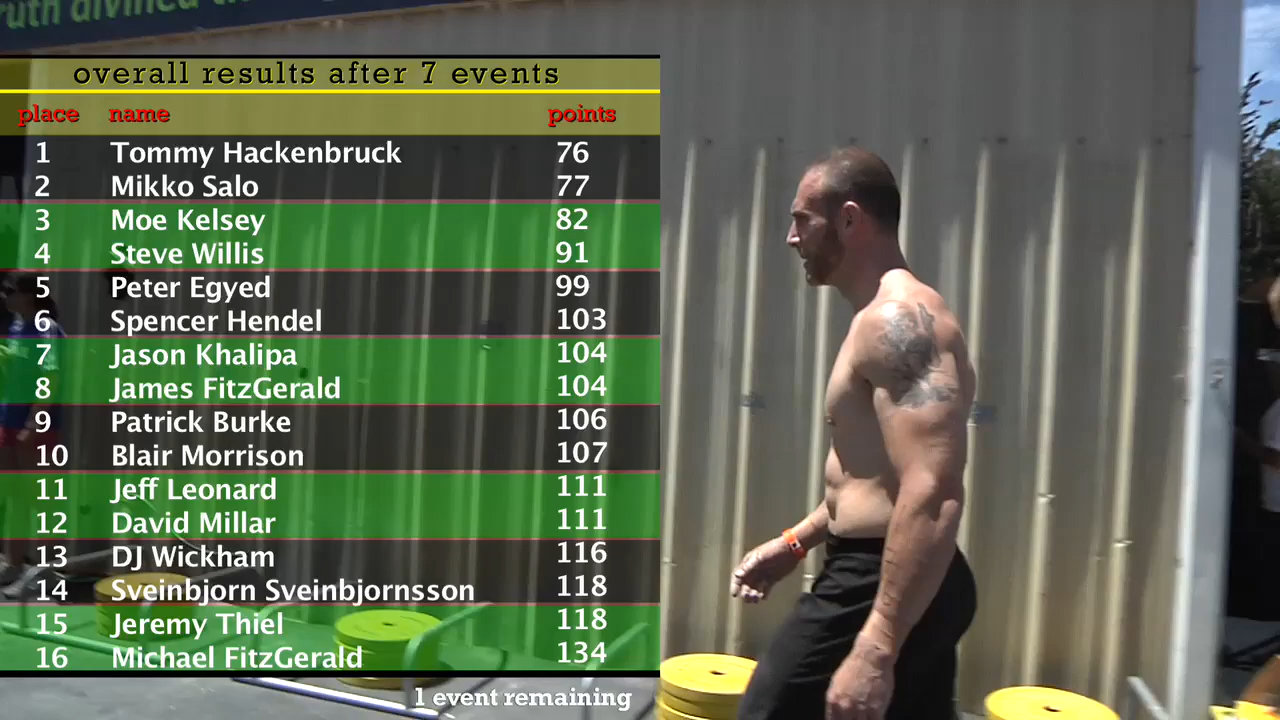 ruth divined
overall results after 7 events
place name points
1 Tommy Hackenbruck 76
2 Mikko Salo 77
3 Moe Kelsey 82
4 Steve Willis 91
5 Peter Egyed 99
6 Spencer Hendel 103
7 Jason Khalipa 104
8 James FitzGerald 104
9 Patrick Burke 106
10 Blair Morrison 107
11 Jeff Leonard 111
12 David Millar 111
13 DJ Wickham 116
14 Sveinbjorn Sveinbjornsson 118
15 Jeremy Thiel 118
16 Michael FitzGerald 134
1 event remaining